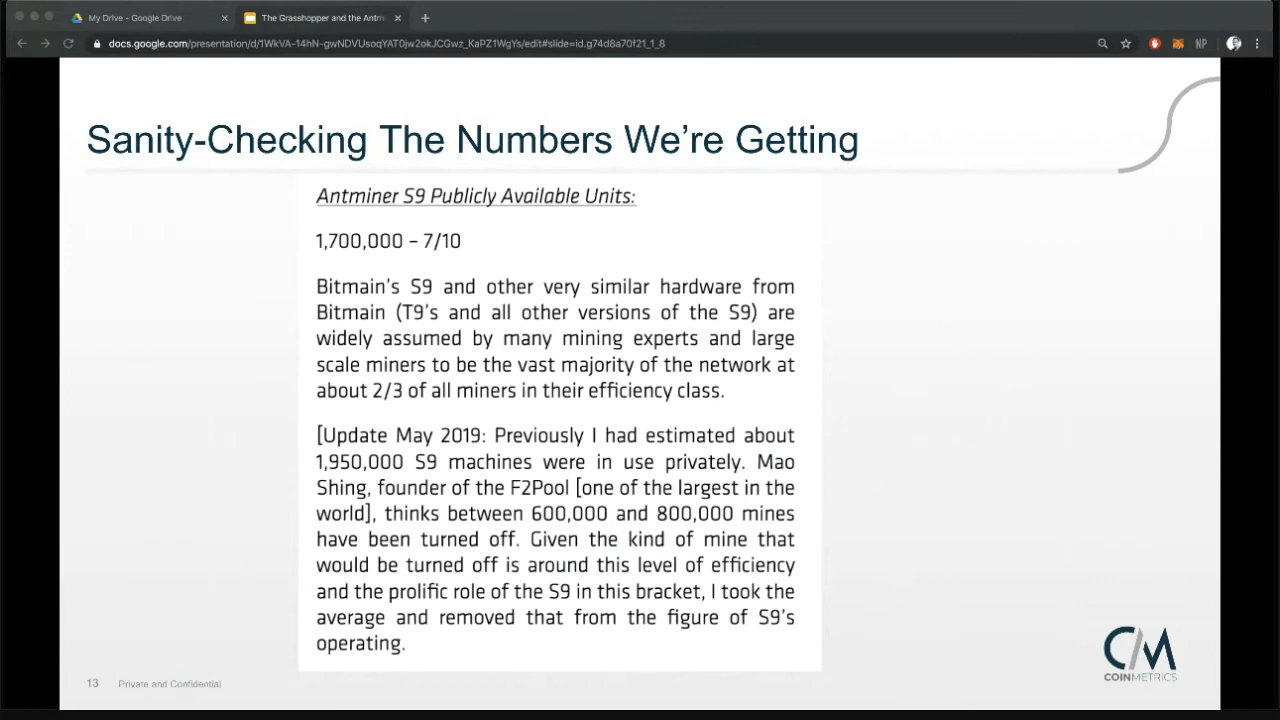 My Drive - Google Drive
The Grasshopper and the Antm
docs.google.com/presentation/d/1WkVA-14hN-gwNDVUsoqYAT0jw2okJCGwz_KaPZ1WgYs/edit#slide=id.g74d8a70f21_1_8
NP
Sanity-Checking The Numbers We're Getting
Antminer S9 Publicly Available Units:
1,700,000 – 7/10
Bitmain's S9 and other very similar hardware from
Bitmain (T9's and all other versions of the S9) are
widely assumed by many mining experts and large
scale miners to be the vast majority of the network at
about 2/3 of all miners in their efficiency class.
[Update May 2019: Previously I had estimated about
1,950,000 S9 machines were in use privately. Mao
Shing, founder of the F2Pool [one of the largest in the
world], thinks between 600,000 and 800,000 mines
have been turned off. Given the kind of mine that
would be turned off is around this level of efficiency
and the prolific role of the S9 in this bracket, I took the
average and removed that from the figure of S9's
operating.
CM
COINMETRICS
13 Private and Confidential